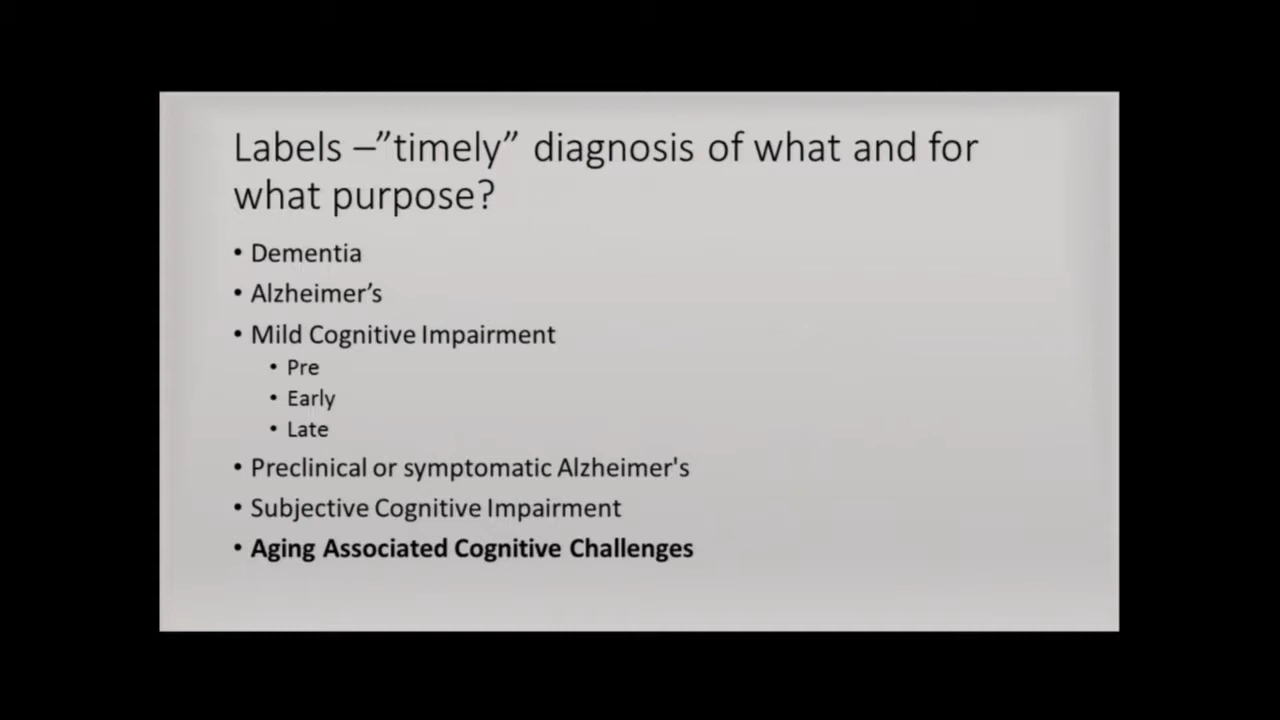 Labels –”timely” diagnosis of what and for
what purpose?
• Dementia
• Alzheimer’s
• Mild Cognitive Impairment
• Pre
• Early
• Late
• Preclinical or symptomatic Alzheimer's
• Subjective Cognitive Impairment
• Aging Associated Cognitive Challenges